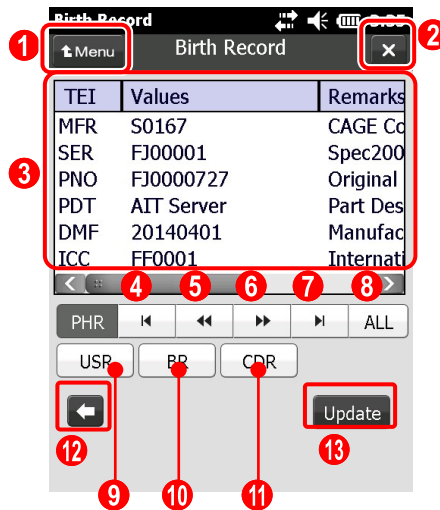 Birth Record
1
Menu
Birth Record
X
2
3
TEI Values Remarks
MFR S0167 CAGE Co
SER FJ00001 Spec200
PNO FJ0000727 Original
PDT AIT Server Part Des
DMF 20140401 Manufac
ICC FF0001 Internati
4 5 6 7 8
PHR ALL
USR BR CDR
Update
12 13
9 10 11